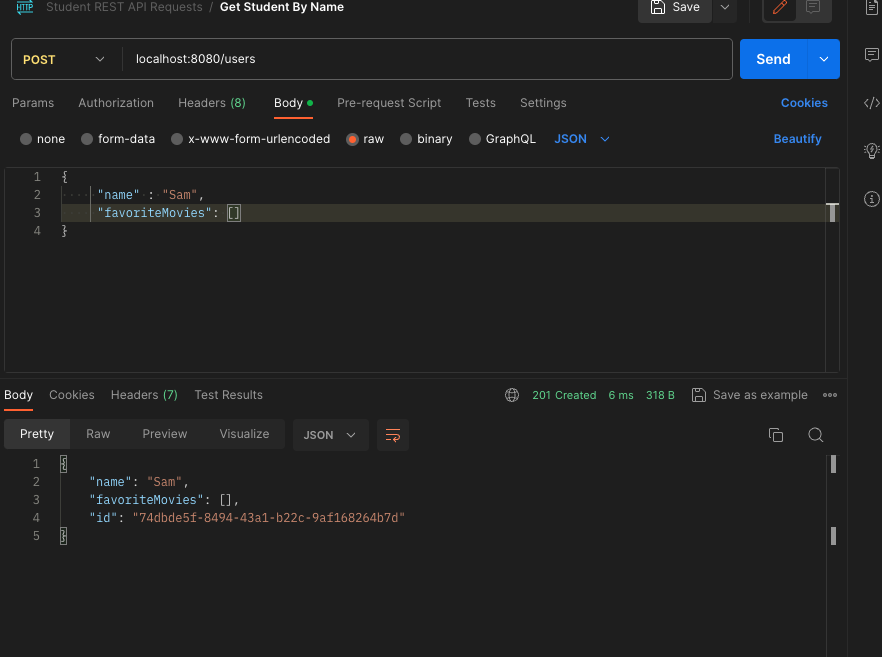 HTTP Student REST API Requests / Get Student By Name Save
POST localhost:8080/users Send
Params Authorization Headers (8) Body Pre-request Script Tests Settings Cookies
none form-data x-www-form-urlencoded raw binary GraphQL JSON Beautify
1 {
2 "name" : "Sam",
3 "favoriteMovies": []
4 }
Body Cookies Headers (7) Test Results 201 Created 6 ms 318 B Save as example
Pretty Raw Preview Visualize JSON
1 {
2 "name": "Sam",
3 "favoriteMovies": [],
4 "id": "74dbde5f-8494-43a1-b22c-9af168264b7d"
5 }